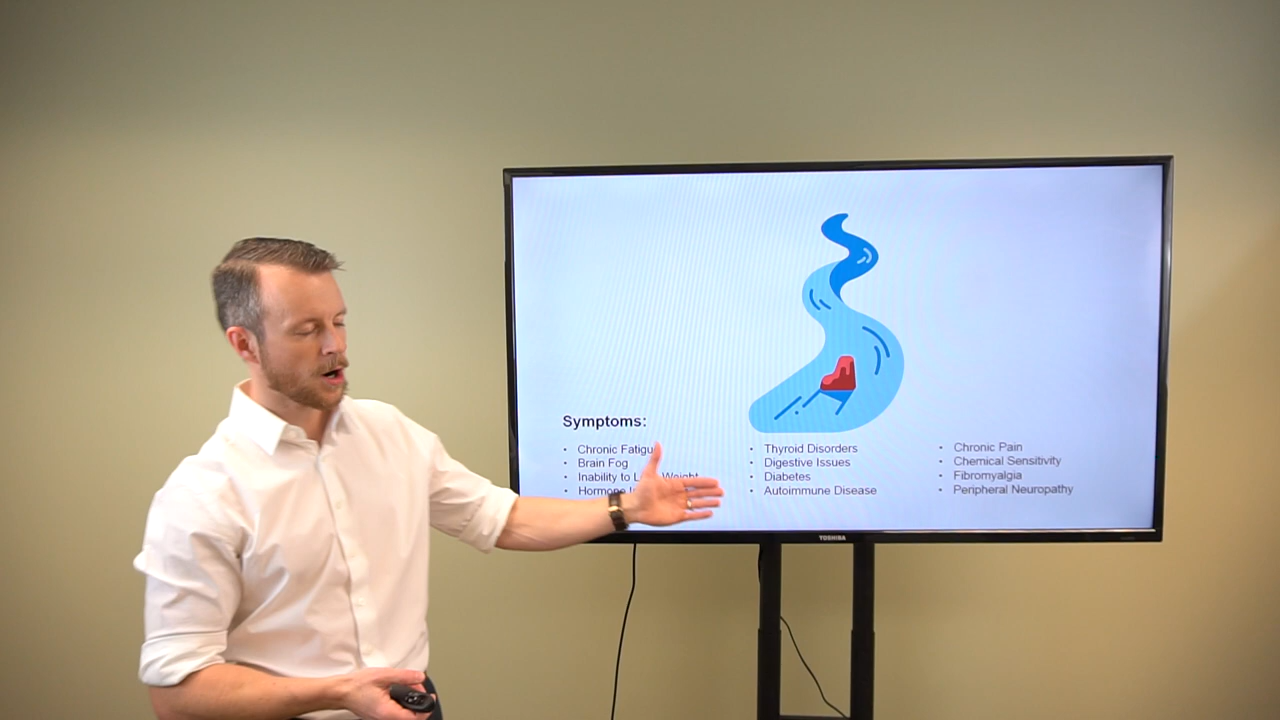 Symptoms:
• Chronic Fatigu
• Brain Fog
• Inability to L Weight
• Hormone I
• Thyroid Disorders
• Digestive Issues
• Diabetes
• Autoimmune Disease
• Chronic Pain
• Chemical Sensitivity
• Fibromyalgia
• Peripheral Neuropathy
TOSHIBA